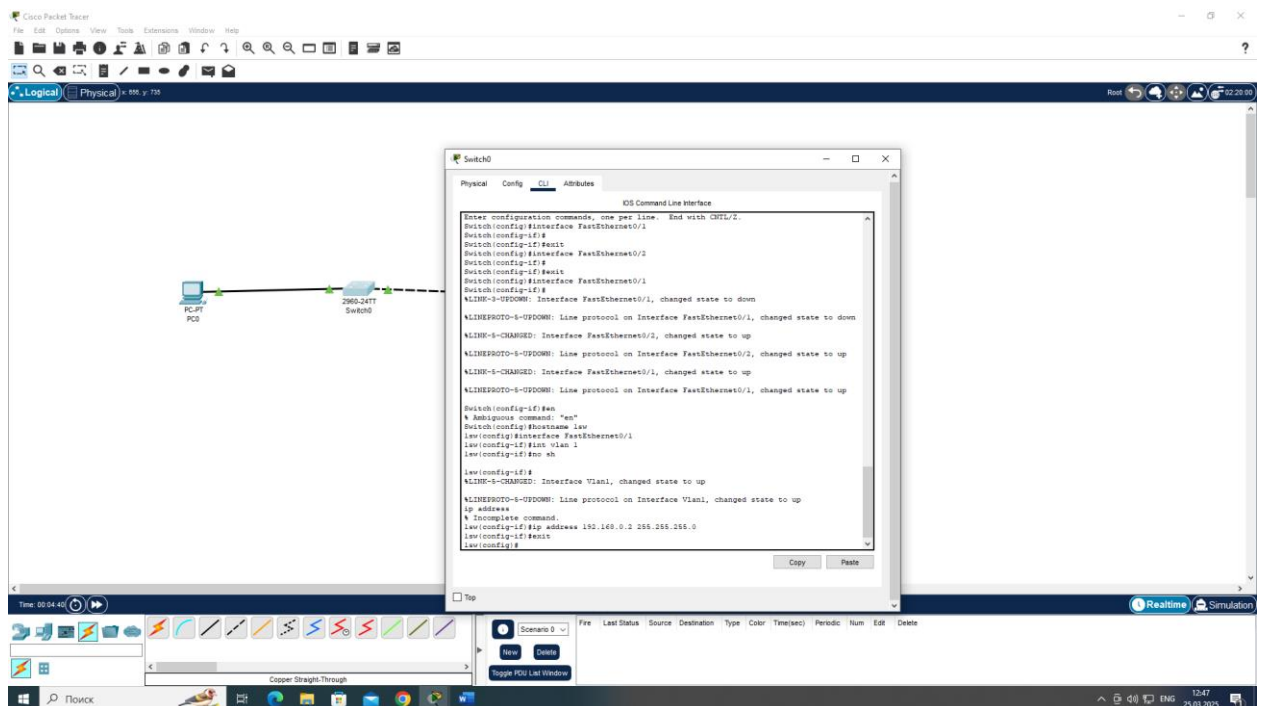 Cisco Packet Tracer
File Edit Options View Tools Extensions Window Help
?
Logical Physical x: 666, y: 735
Root 02:20:00
PC-PT
PC0
2960-24TT
Switch0
Switch0
Physical Config CLI Attributes
IOS Command Line Interface
Enter configuration commands, one per line. End with CNTL/Z.
Switch(config)#interface FastEthernet0/1
Switch(config-if)#
Switch(config-if)#exit
Switch(config)#interface FastEthernet0/2
Switch(config-if)#
Switch(config-if)#exit
Switch(config)#interface FastEthernet0/1
Switch(config-if)#
%LINK-3-UPDOWN: Interface FastEthernet0/1, changed state to down
%LINEPROTO-5-UPDOWN: Line protocol on Interface FastEthernet0/1, changed state to down
%LINK-5-CHANGED: Interface FastEthernet0/2, changed state to up
%LINEPROTO-5-UPDOWN: Line protocol on Interface FastEthernet0/2, changed state to up
%LINK-5-CHANGED: Interface FastEthernet0/1, changed state to up
%LINEPROTO-5-UPDOWN: Line protocol on Interface FastEthernet0/1, changed state to up
Switch(config-if)#en
% Ambiguous command: "en"
Switch(config)#hostname lsw
lsw(config)#interface FastEthernet0/1
lsw(config-if)#int vlan 1
lsw(config-if)#no sh
lsw(config-if)#
%LINK-5-CHANGED: Interface Vlan1, changed state to up
%LINEPROTO-5-UPDOWN: Line protocol on Interface Vlan1, changed state to up
ip address
% Incomplete command.
lsw(config-if)#ip address 192.168.0.2 255.255.255.0
lsw(config-if)#exit
lsw(config)#
Copy Paste
Top
Time: 00:04:40
Realtime Simulation
Scenario 0
New Delete
Toggle PDU List Window
Fire Last Status Source Destination Type Color Time(sec) Periodic Num Edit Delete
Copper Straight-Through
Поиск
ENG
12:47
25.03.2025